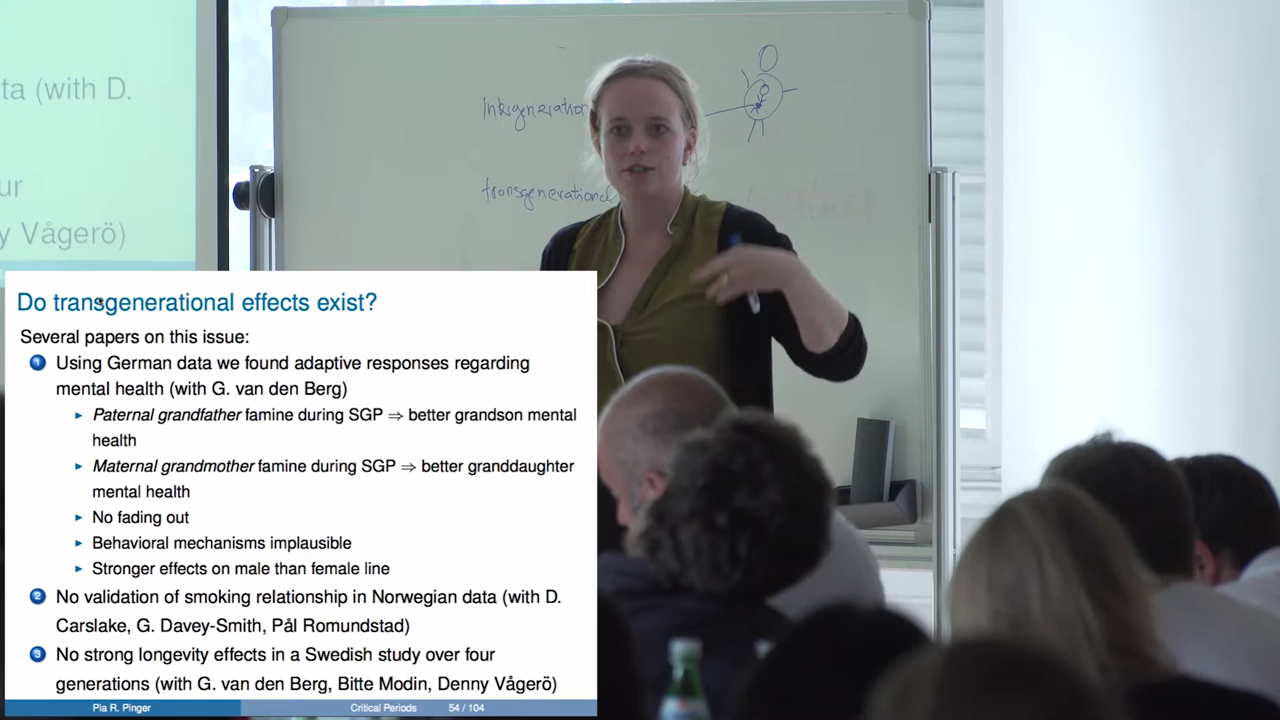 ta (with D.
ur
y Vågerö)
Intergeneration
transgenerational
Do transgenerational effects exist?
Several papers on this issue:
1 Using German data we found adaptive responses regarding
mental health (with G. van den Berg)
► Paternal grandfather famine during SGP ⇒ better grandson mental
health
► Maternal grandmother famine during SGP ⇒ better granddaughter
mental health
► No fading out
► Behavioral mechanisms implausible
► Stronger effects on male than female line
2 No validation of smoking relationship in Norwegian data (with D.
Carslake, G. Davey-Smith, Pål Romundstad)
3 No strong longevity effects in a Swedish study over four
generations (with G. van den Berg, Bitte Modin, Denny Vågerö)
Pia R. Pinger Critical Periods 54 / 104